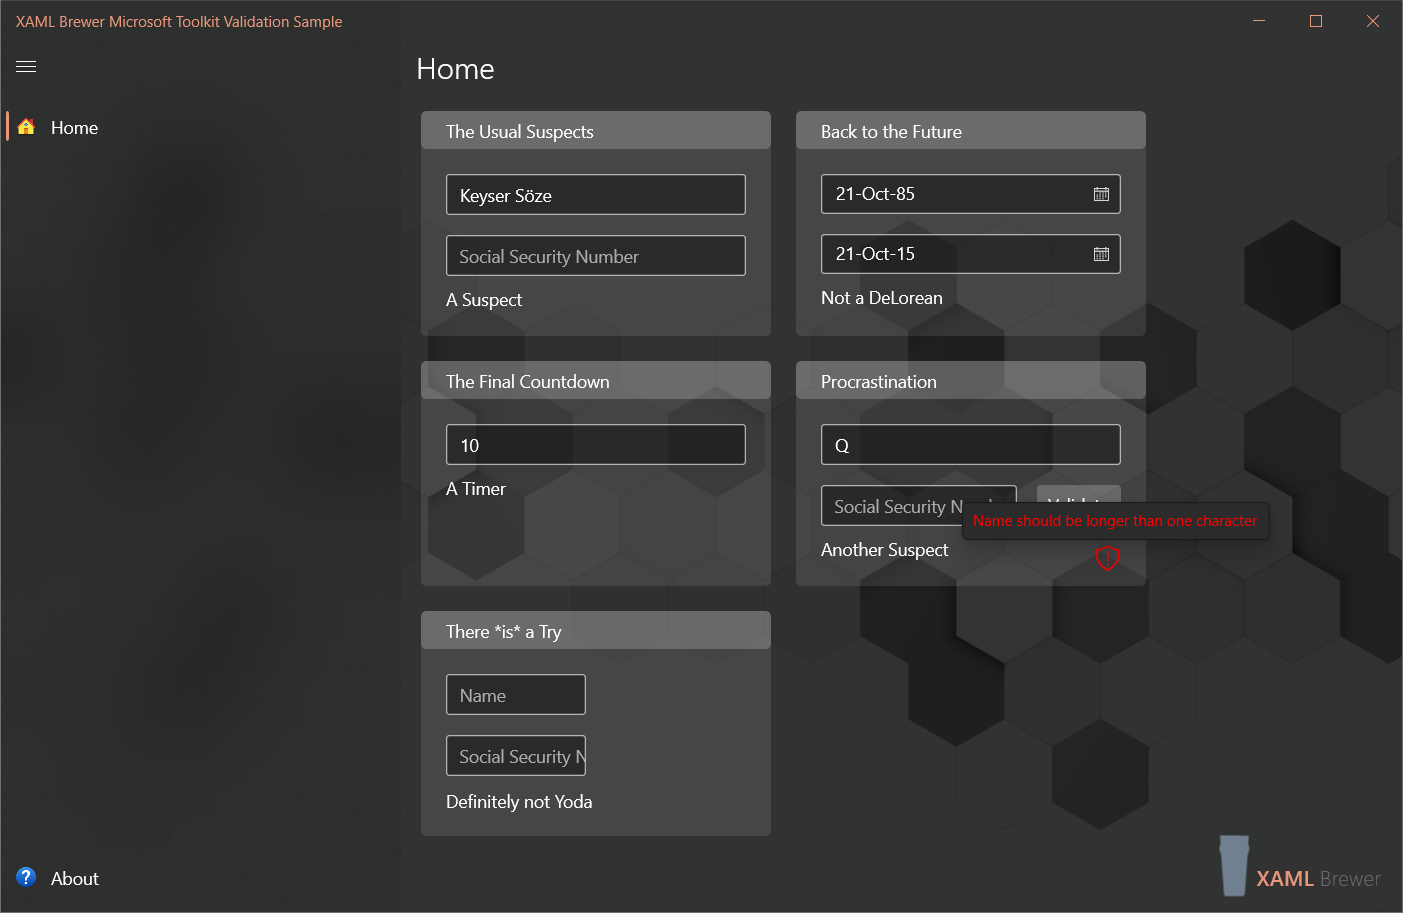 XAML Brewer Microsoft Toolkit Validation Sample
Home
Home
The Usual Suspects
Keyser Söze
Social Security Number
A Suspect
Back to the Future
21-Oct-85
21-Oct-15
Not a DeLorean
The Final Countdown
10
A Timer
Procrastination
Q
Social Security
Name should be longer than one character
Another Suspect
There *is* a Try
Name
Social Security N
Definitely not Yoda
About
XAML Brewer